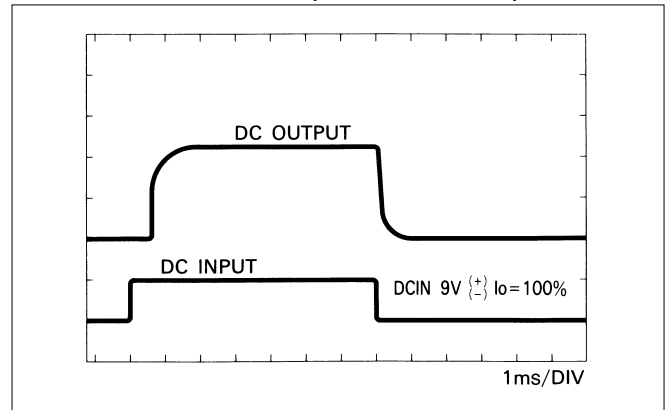 DC OUTPUT
DC INPUT
DCIN 9V (+) (−) Io=100%
1ms/DIV